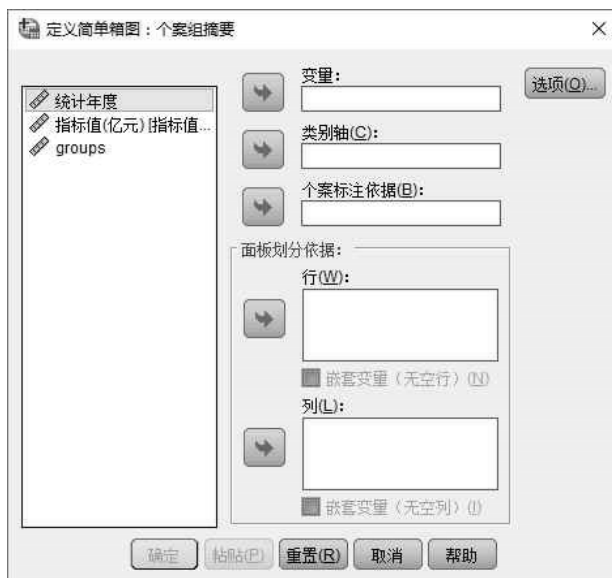 定义简单箱图：个案组摘要
统计年度
指标值(亿元) [指标值...
groups
变量:
选项(O)...
类别轴(C):
个案标注依据(B):
面板划分依据:
行(W):
嵌套变量（无空行）(N)
列(L):
嵌套变量（无空列）(I)
确定 粘贴(P) 重置(R) 取消 帮助